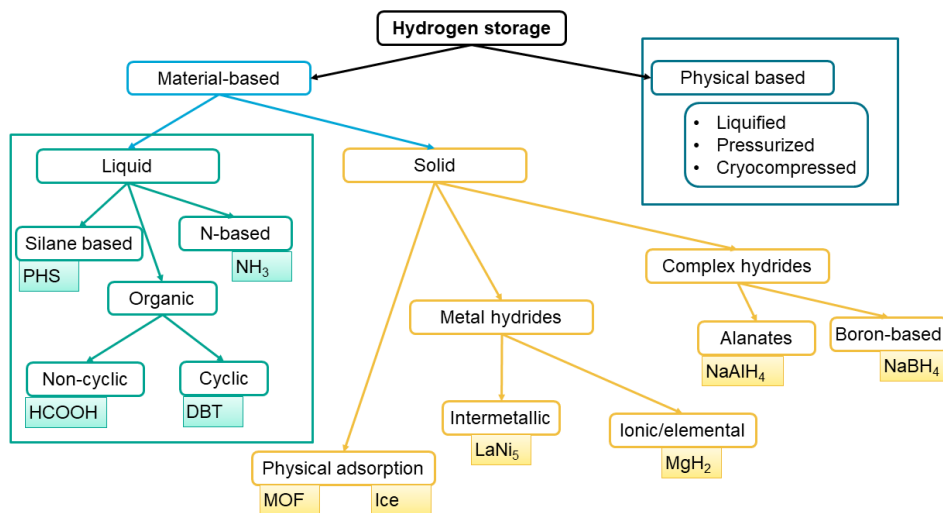 Hydrogen storage
Material-based
Physical based
• Liquified
• Pressurized
• Cryocompressed
Liquid
Solid
Silane based
PHS
N-based
NH₃
Organic
Non-cyclic
HCOOH
Cyclic
DBT
Complex hydrides
Metal hydrides
Alanates
NaAlH₄
Boron-based
NaBH₄
Intermetallic
LaNi₅
Ionic/elemental
MgH₂
Physical adsorption
MOF
Ice